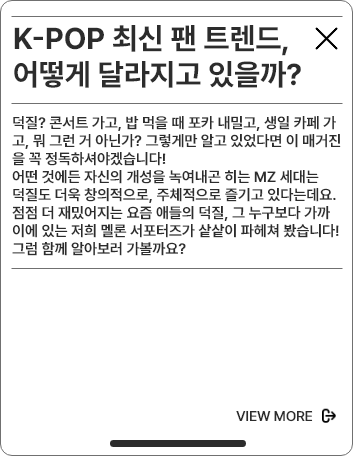 K-POP 최신 팬 트렌드,
어떻게 달라지고 있을까?
덕질? 콘서트 가고, 밥 먹을 때 포카 내밀고, 생일 카페 가
고, 뭐 그런 거 아닌가? 그렇게만 알고 있었다면 이 매거진
을 꼭 정독하셔야겠습니다!
어떤 것에든 자신의 개성을 녹여내곤 히는 MZ 세대는
덕질도 더욱 창의적으로, 주체적으로 즐기고 있다는데요.
점점 더 재밌어지는 요즘 애들의 덕질, 그 누구보다 가까
이에 있는 저희 멜론 서포터즈가 샅샅이 파헤쳐 봤습니다!
그럼 함께 알아보러 가볼까요?
VIEW MORE